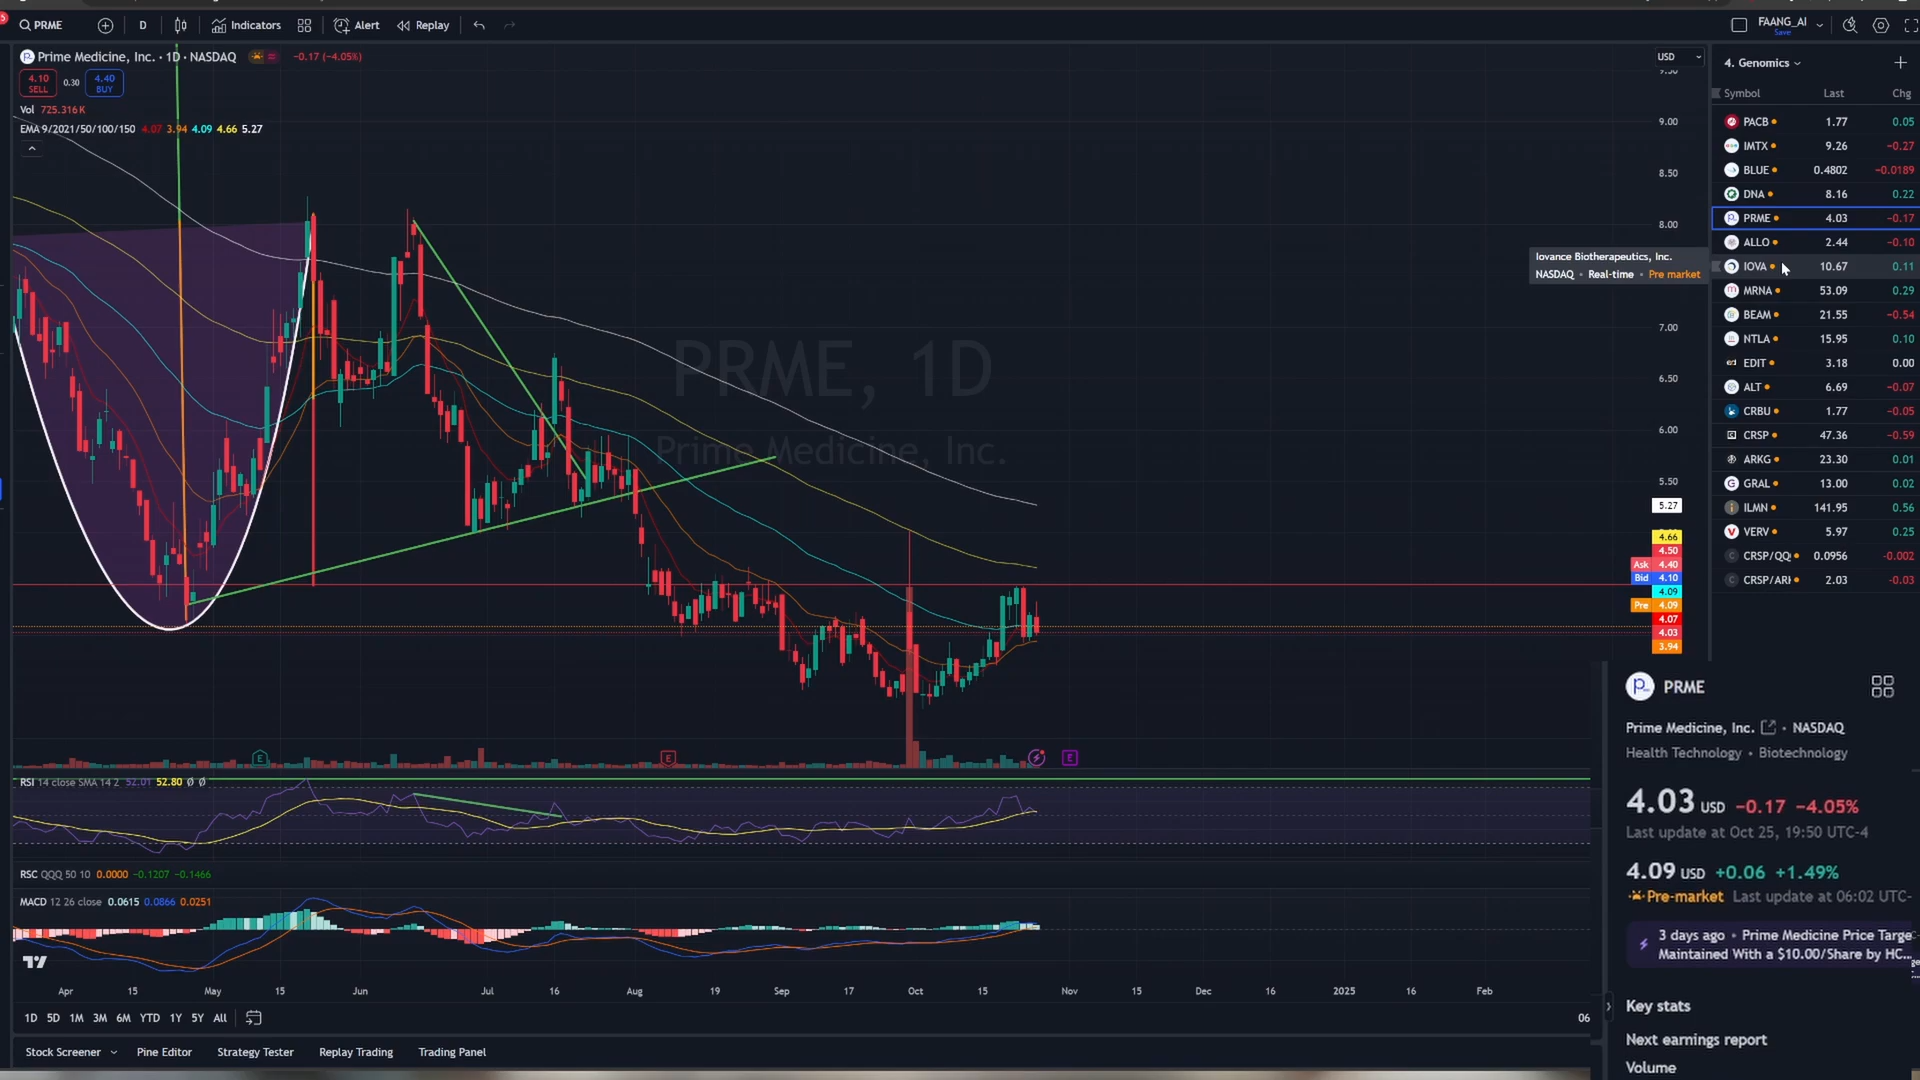 PRME
D
Indicators
Alert
Replay
FAANG_AI
Save
Prime Medicine, Inc. · 1D · NASDAQ
−0.17 (−4.05%)
4.10
SELL
0.30
4.40
BUY
Vol 725.316K
EMA 9/2021/50/100/150 4.07 3.94 4.09 4.66 5.27
USD
9.50
9.00
8.50
8.00
7.00
6.50
6.00
5.50
5.27
4.66
4.50
Ask 4.40
Bid 4.10
4.09
Pre 4.09
4.07
4.03
3.94
PRME, 1D
Prime Medicine, Inc.
Iovance Biotherapeutics, Inc.
NASDAQ • Real-time • Pre market
4. Genomics
Symbol Last Chg
PACB 1.77 0.05
IMTX 9.26 −0.27
BLUE 0.4802 −0.0189
DNA 8.16 0.22
PRME 4.03 −0.17
ALLO 2.44 −0.10
IOVA 10.67 0.11
MRNA 53.09 0.29
BEAM 21.55 −0.54
NTLA 15.95 0.10
EDIT 3.18 0.00
ALT 6.69 −0.07
CRBU 1.77 −0.05
CRSP 47.36 −0.59
ARKG 23.30 0.01
GRAL 13.00 0.02
ILMN 141.95 0.56
VERV 5.97 0.25
CRSP/QQ 0.0956 −0.002
CRSP/ARK 2.03 −0.03
RSI 14 close SMA 14 2 52.01 52.80 Ø Ø
RSC QQQ 50 10 0.0000 −0.1207 −0.1466
MACD 12 26 close 0.0615 0.0866 0.0251
E
E
E
Apr 15 May 15 Jun Jul 16 Aug 19 Sep 17 Oct 15 Nov 15 Dec 16 2025 16 Feb
1D 5D 1M 3M 6M YTD 1Y 5Y All
06
Stock Screener
Pine Editor
Strategy Tester
Replay Trading
Trading Panel
PRME
Prime Medicine, Inc. • NASDAQ
Health Technology • Biotechnology
4.03 USD −0.17 −4.05%
Last update at Oct 25, 19:50 UTC-4
4.09 USD +0.06 +1.49%
Pre-market Last update at 06:02 UTC-
3 days ago • Prime Medicine Price Targe
Maintained With a $10.00/Share by HC...
Key stats
Next earnings report
Volume